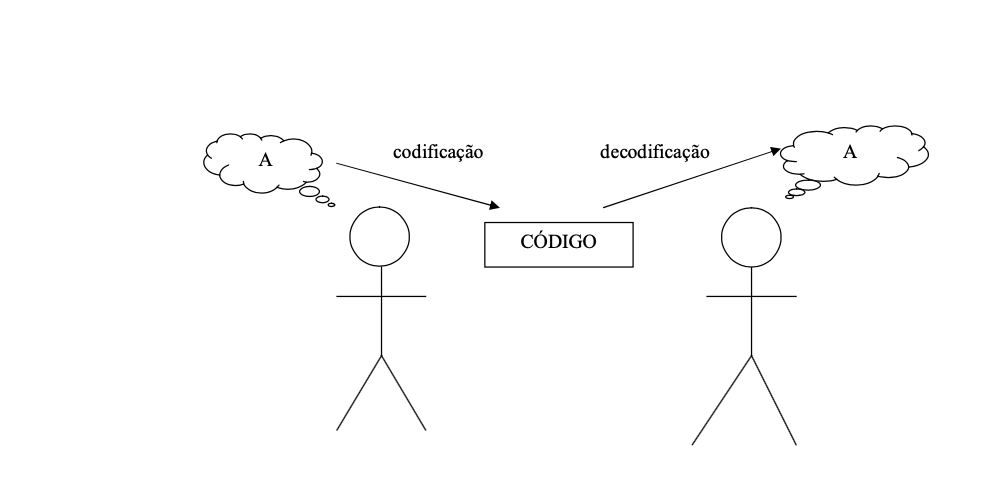 codificação
decodificação
A
A
CÓDIGO